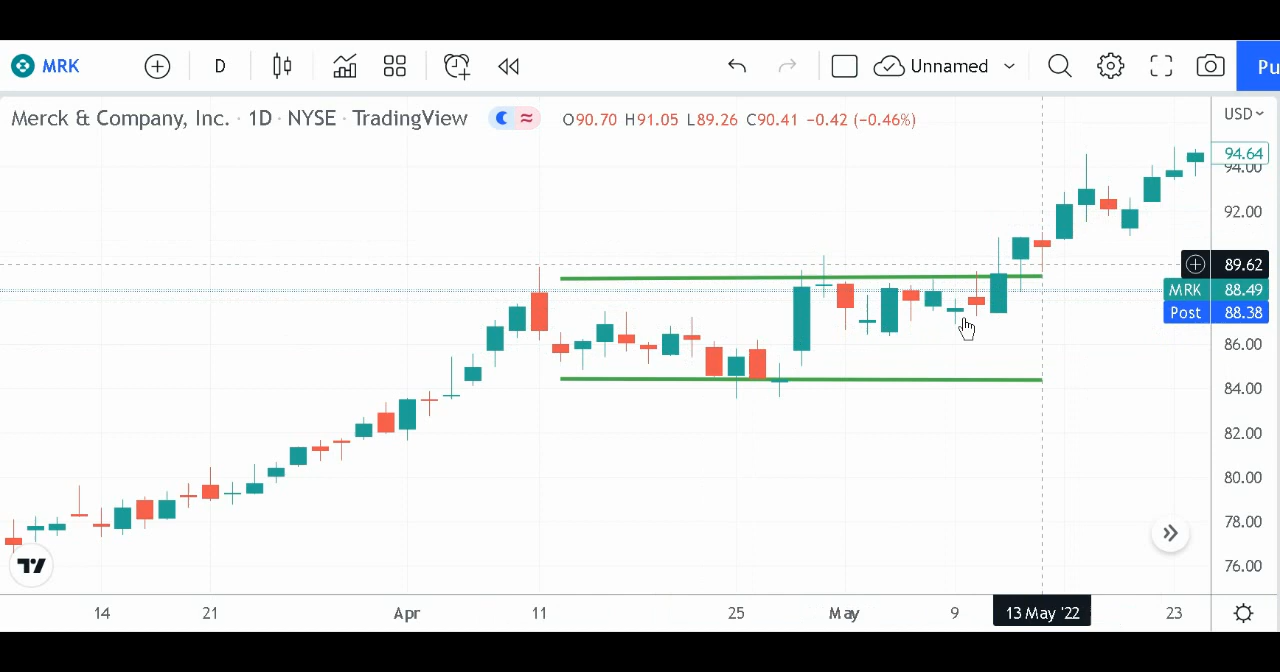 MRK D Unnamed Pu
Merck & Company, Inc. · 1D · NYSE · TradingView O90.70 H91.05 L89.26 C90.41 −0.42 (−0.46%) USD
94.64
94.00
92.00
89.62
MRK 88.49
Post 88.38
86.00
84.00
82.00
80.00
78.00
76.00
14 21 Apr 11 25 May 9 13 May '22 23